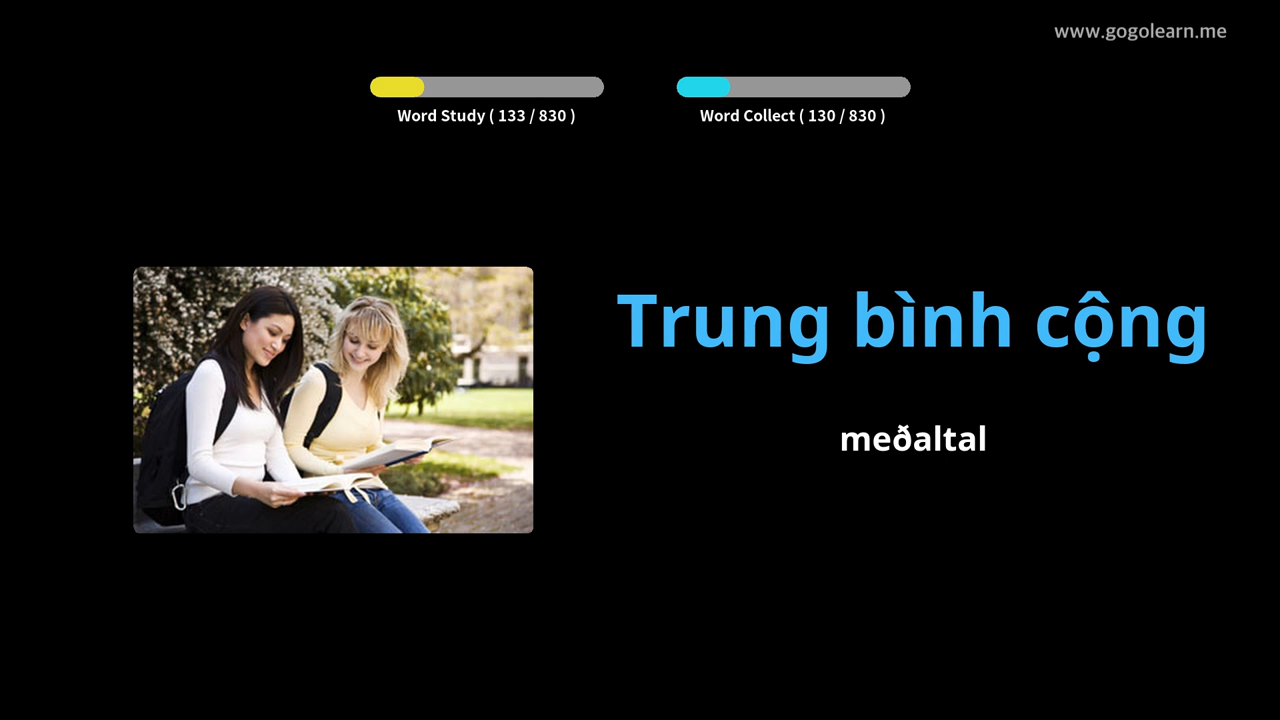 www.gogolearn.me
Word Study ( 133 / 830 )
Word Collect ( 130 / 830 )
Trung bình cộng
meðaltal